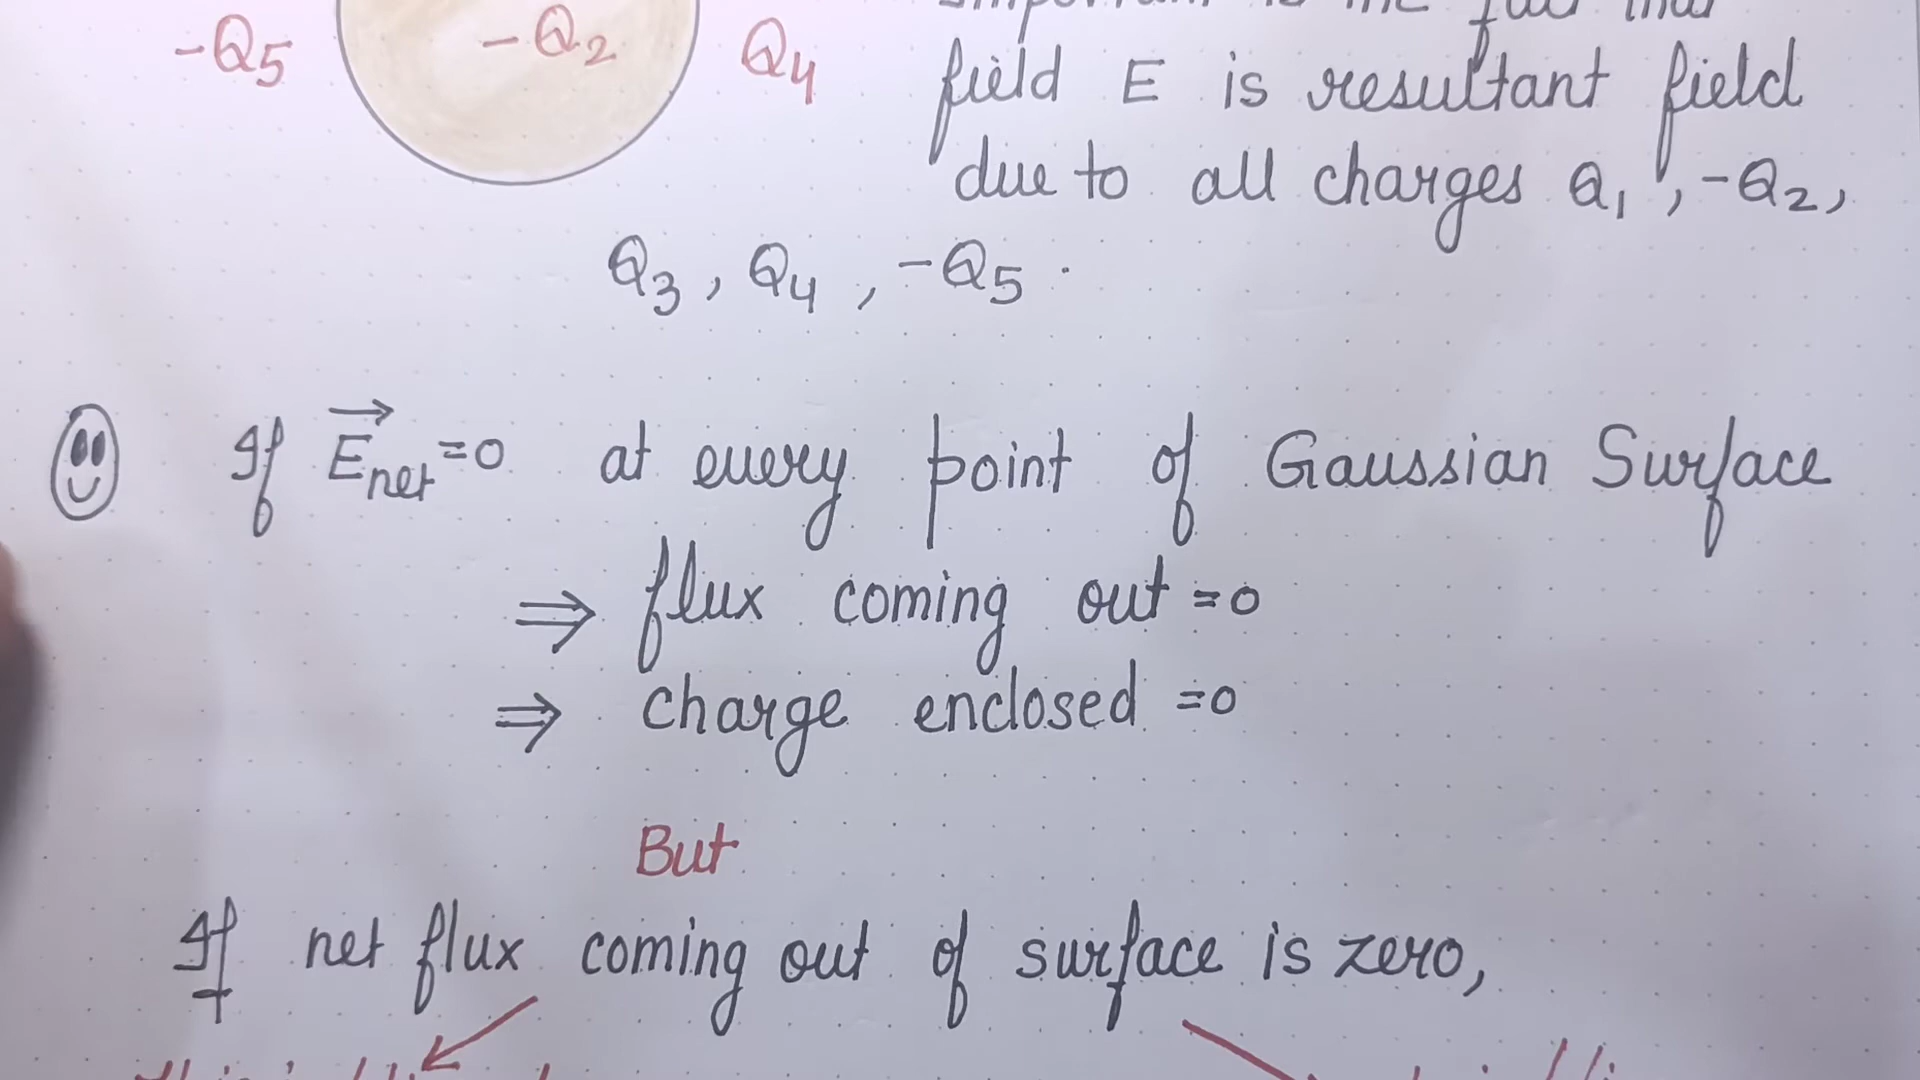 -Q5 -Q2 Q4
field E is resultant field
due to all charges Q1, -Q2,
Q3, Q4, -Q5.
If Enet=0 at every point of Gaussian Surface
⇒ flux coming out =0
⇒ charge enclosed =0
But
If net flux coming out of surface is zero,